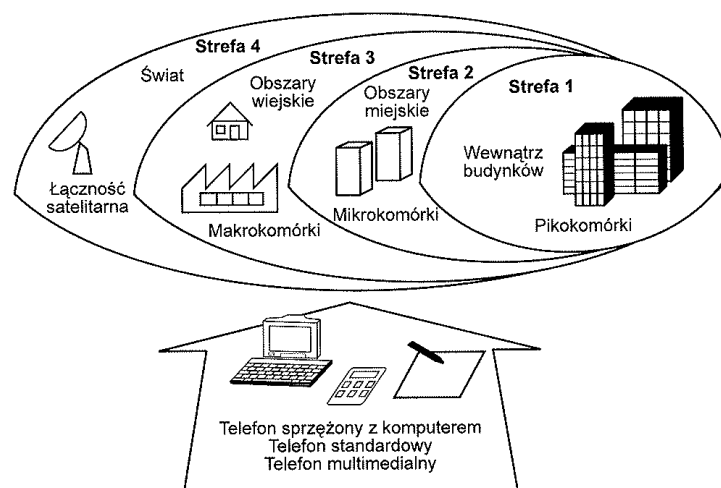 Strefa 4
Świat
Łączność
satelitarna
Strefa 3
Obszary
wiejskie
Makrokomórki
Strefa 2
Obszary
miejskie
Mikrokomórki
Strefa 1
Wewnątrz
budynków
Pikokomórki
Telefon sprzężony z komputerem
Telefon standardowy
Telefon multimedialny